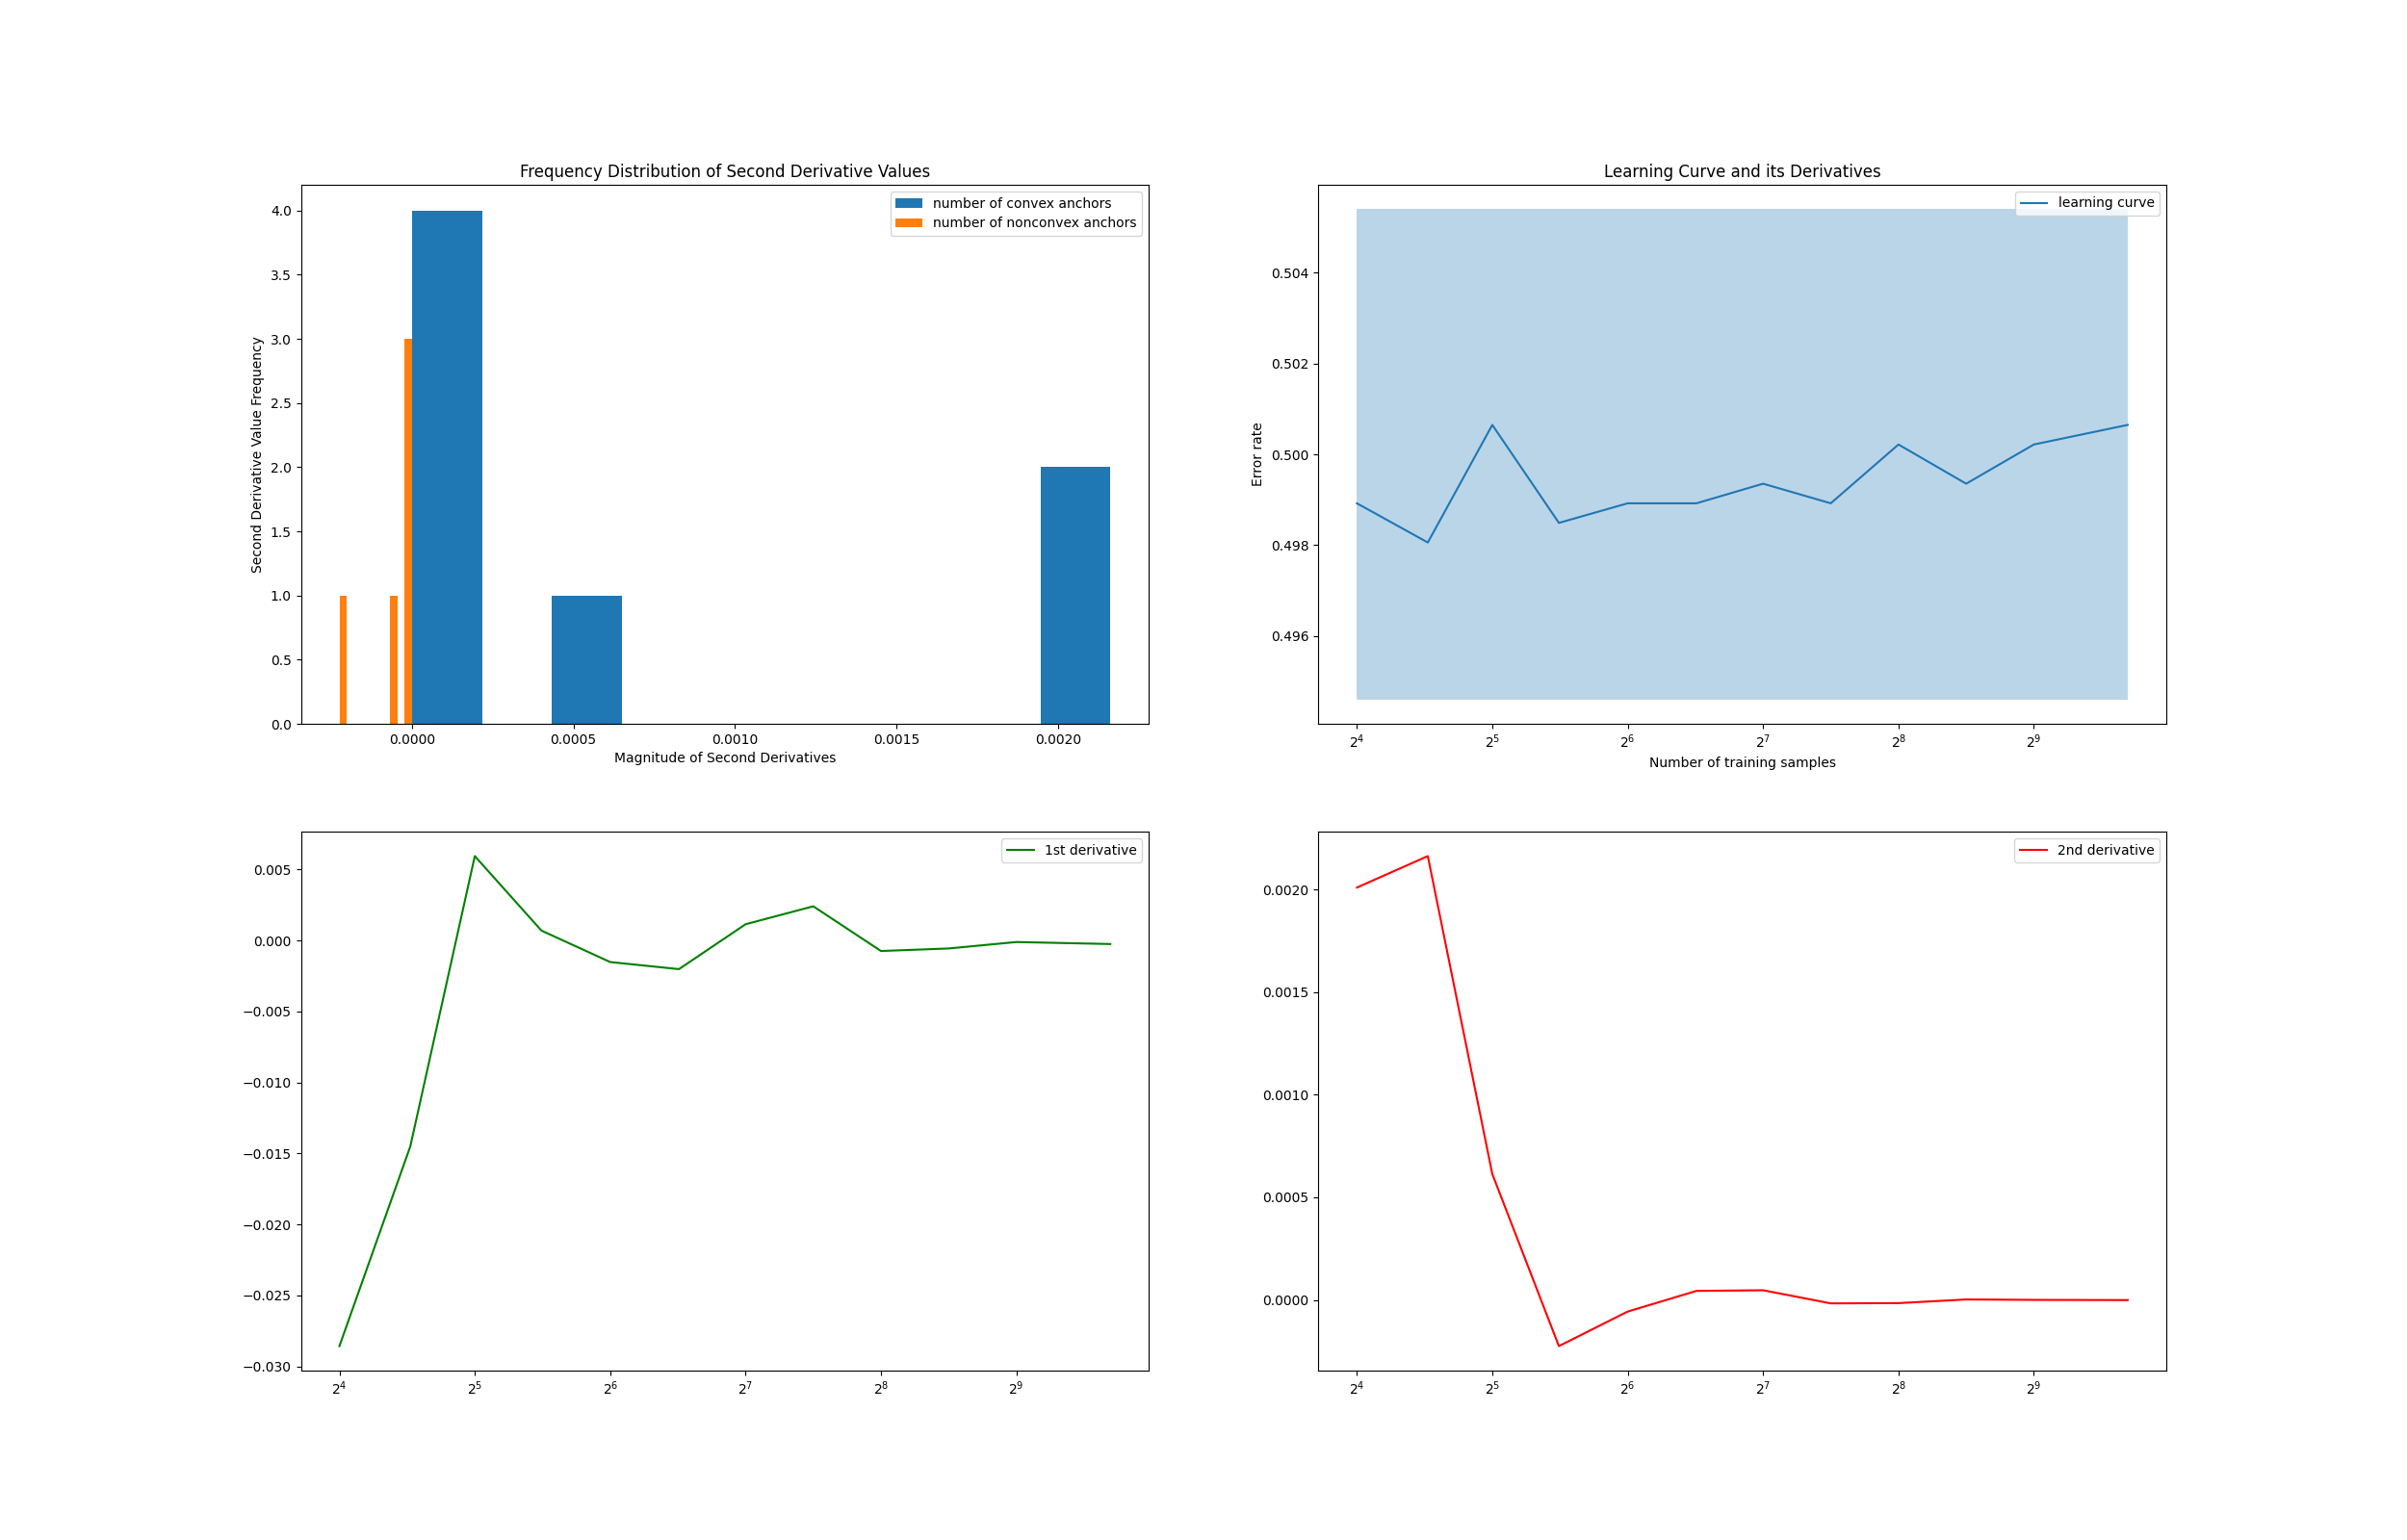 Frequency Distribution of Second Derivative Values
number of convex anchors
number of nonconvex anchors
Second Derivative Value Frequency
4.0
3.5
3.0
2.5
2.0
1.5
1.0
0.5
0.0
0.0000 0.0005 0.0010 0.0015 0.0020
Magnitude of Second Derivatives
Learning Curve and its Derivatives
learning curve
Error rate
0.504
0.502
0.500
0.498
0.496
2⁴ 2⁵ 2⁶ 2⁷ 2⁸ 2⁹
Number of training samples
1st derivative
0.005
0.000
−0.005
−0.010
−0.015
−0.020
−0.025
−0.030
2⁴ 2⁵ 2⁶ 2⁷ 2⁸ 2⁹
2nd derivative
0.0020
0.0015
0.0010
0.0005
0.0000
2⁴ 2⁵ 2⁶ 2⁷ 2⁸ 2⁹